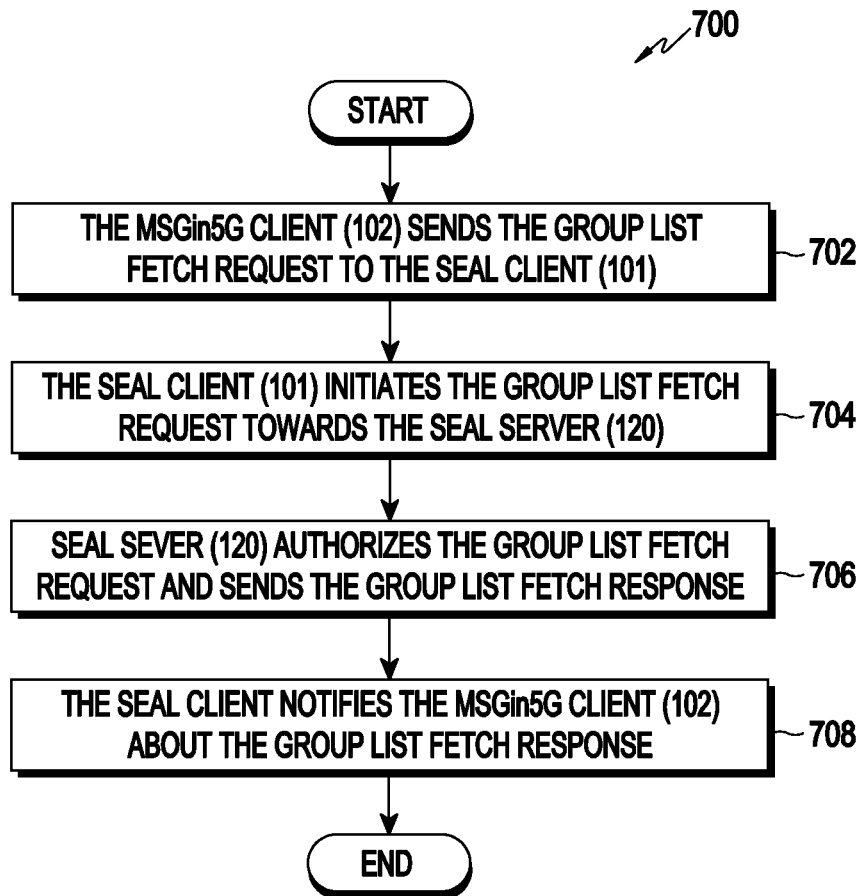 700
START
THE MSGin5G CLIENT (102) SENDS THE GROUP LIST
FETCH REQUEST TO THE SEAL CLIENT (101)
702
THE SEAL CLIENT (101) INITIATES THE GROUP LIST FETCH
REQUEST TOWARDS THE SEAL SERVER (120)
704
SEAL SEVER (120) AUTHORIZES THE GROUP LIST FETCH
REQUEST AND SENDS THE GROUP LIST FETCH RESPONSE
706
THE SEAL CLIENT NOTIFIES THE MSGin5G CLIENT (102)
ABOUT THE GROUP LIST FETCH RESPONSE
708
END